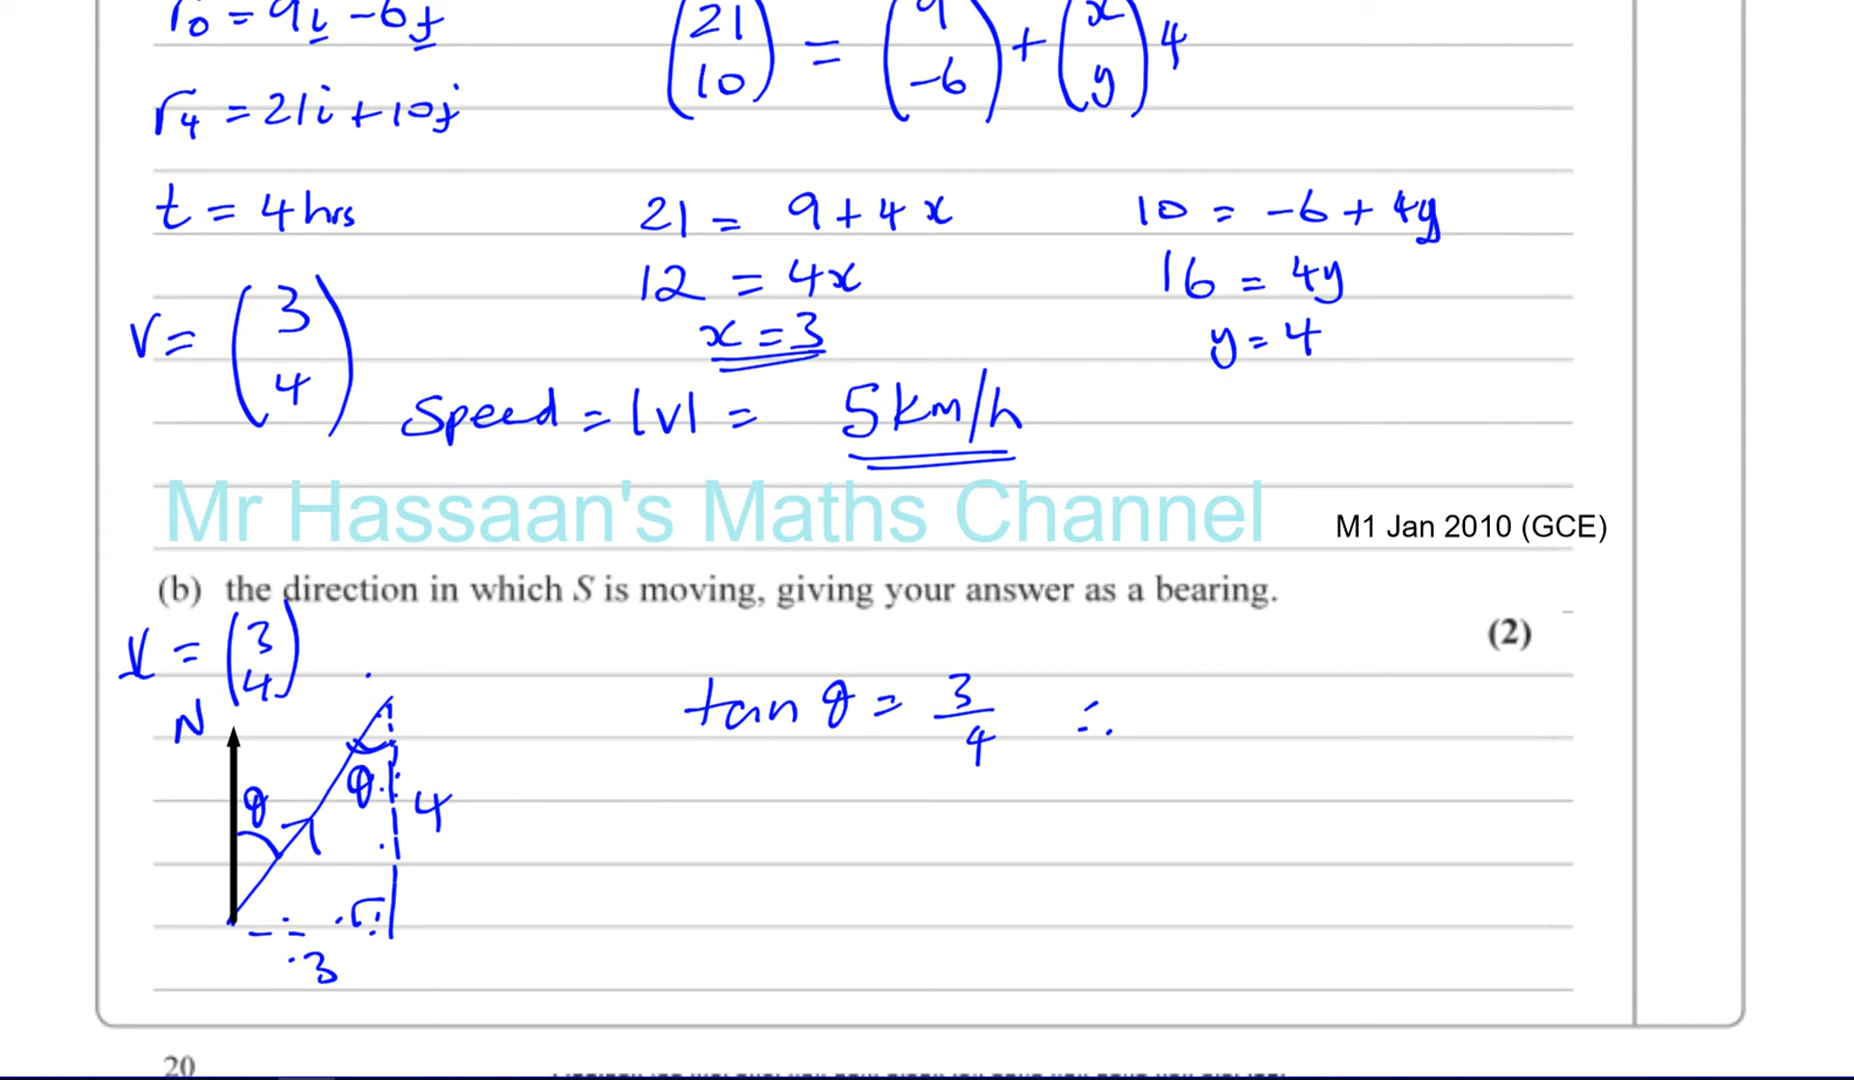 r₀ = 9i - 6j
(21 10) = (9 -6) + (x y) 4
r₄ = 21i + 10j
t = 4 hrs
21 = 9 + 4x
10 = -6 + 4y
12 = 4x
16 = 4y
V = (3 4)
x = 3
y = 4
Speed = |v| = 5 km/h
Mr Hassaan's Maths Channel
M1 Jan 2010 (GCE)
(b) the direction in which S is moving, giving your answer as a bearing.
(2)
V = (3 4)
tan θ = 3/4 ∴
N
θ
θ
4
3
20